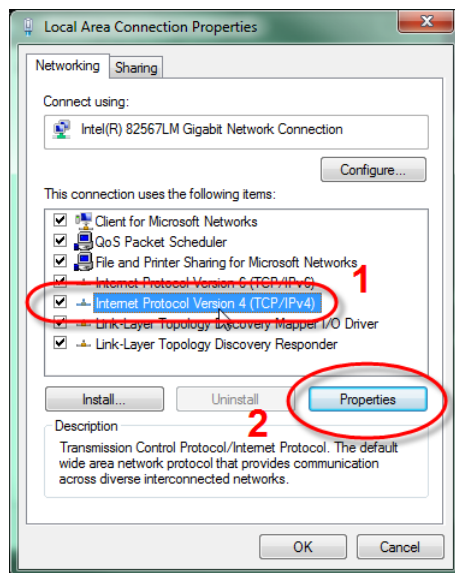 Local Area Connection Properties
Networking
Sharing
Connect using:
Intel(R) 82567LM Gigabit Network Connection
Configure...
This connection uses the following items:
Client for Microsoft Networks
QoS Packet Scheduler
File and Printer Sharing for Microsoft Networks
1
Internet Protocol Version 6 (TCP/IPv6)
Internet Protocol Version 4 (TCP/IPv4)
Link-Layer Topology Discovery Mapper I/O Driver
Link-Layer Topology Discovery Responder
Install...
Uninstall
Properties
2
Description
Transmission Control Protocol/Internet Protocol. The default
wide area network protocol that provides communication
across diverse interconnected networks.
OK
Cancel